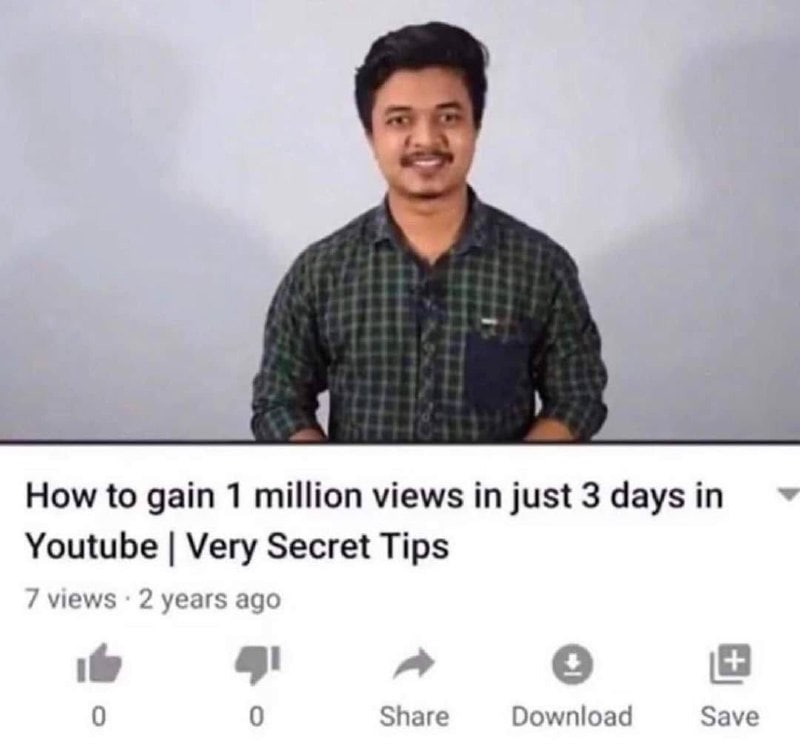 How to gain 1 million views in just 3 days in
Youtube | Very Secret Tips
7 views · 2 years ago
0
0
Share
Download
Save